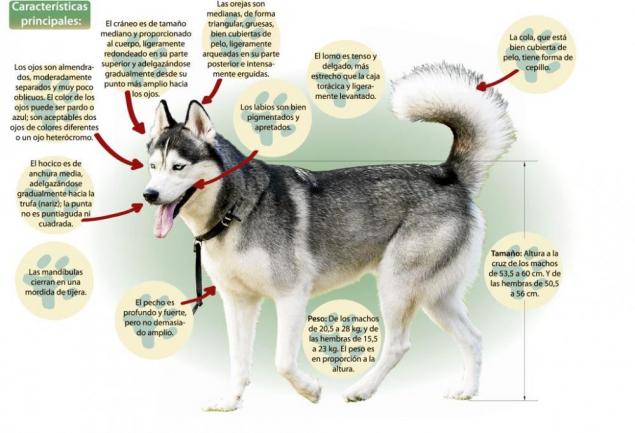 Características
principales:
El cráneo es de tamaño
mediano y proporcionado
al cuerpo, ligeramente
redondeado en su parte
superior y adelgazándose
gradualmente desde su
punto más amplio hacia
los ojos.
Las orejas son
medianas, de forma
triangular, gruesas,
bien cubiertas de
pelo, ligeramente
arqueadas en su parte
posterior e intensa-
mente erguidas.
El lomo es tenso y
delgado, más
estrecho que la caja
torácica y ligera-
mente levantado.
La cola, que está
bien cubierta de
pelo, tiene forma de
cepillo.
Los ojos son almendra-
dos, moderadamente
separados y muy poco
oblicuos. El color de los
ojos puede ser pardo o
azul; son aceptables dos
ojos de colores diferentes
o un ojo heterócromo.
Los labios son bien
pigmentados y
apretados.
El hocico es de
anchura media,
adelgazándose
gradualmente hacia la
trufa (nariz); la punta
no es puntiaguda ni
cuadrada.
Las mandíbulas
cierran en una
mordida de tijera.
El pecho es
profundo y fuerte,
pero no demasia-
do amplio.
Peso: De los machos
de 20,5 a 28 kg, y de
las hembras de 15,5
a 23 kg. El peso es
en proporción a la
altura.
Tamaño: Altura a la
cruz de los machos
de 53,5 a 60 cm. Y de
las hembras de 50,5
a 56 cm.